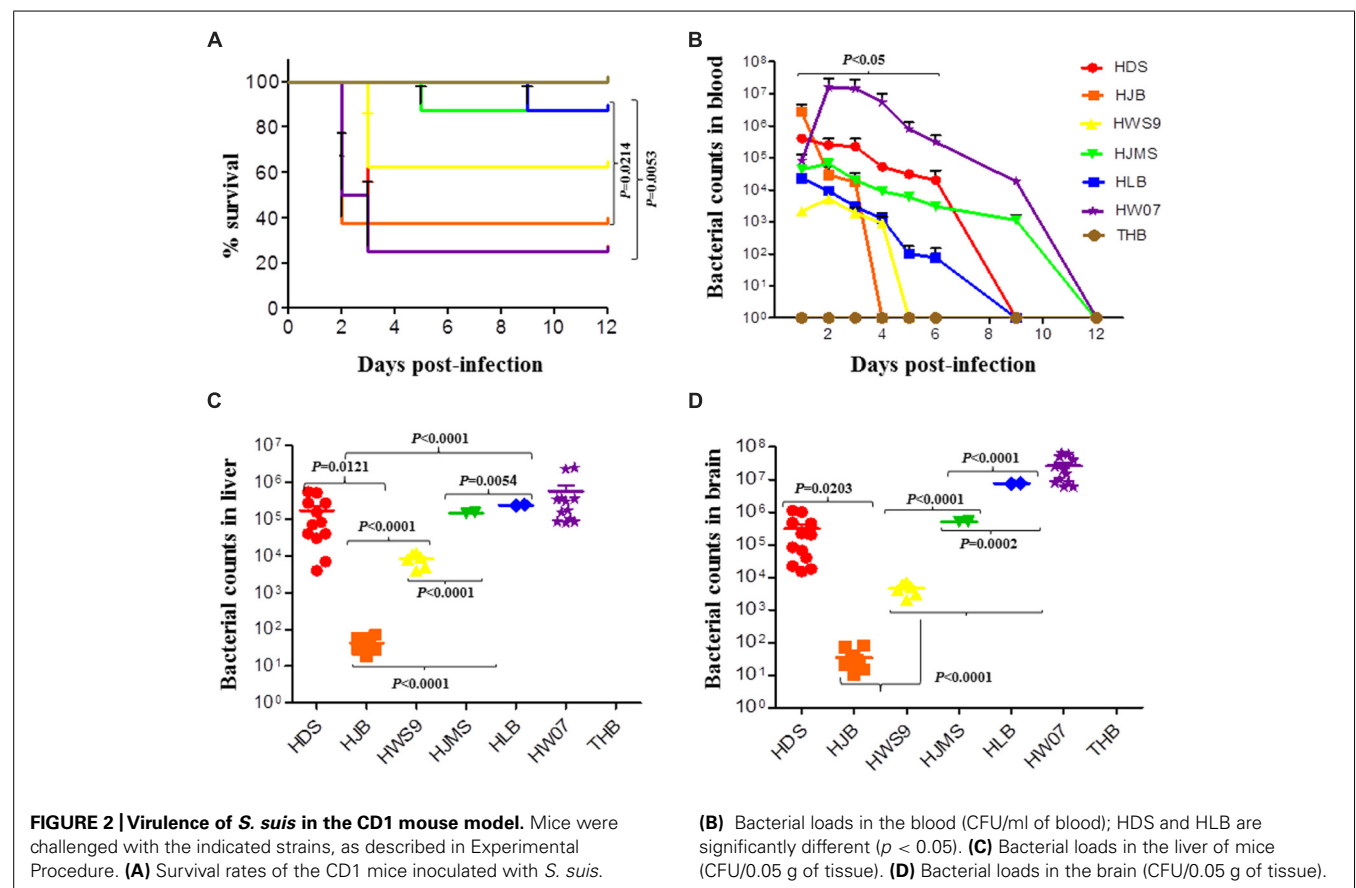 A
100
80
60
40
20
0
% survival
0 2 4 6 8 10 12
Days post-infection
P=0.0214
P=0.0053
B
P<0.05
10⁸
10⁷
10⁶
10⁵
10⁴
10³
10²
10¹
10⁰
Bacterial counts in blood
2 4 6 8 10 12
Days post-infection
HDS
HJB
HWS9
HJMS
HLB
HW07
THB
C
P<0.0001
P=0.0121
P=0.0054
P<0.0001
P<0.0001
P<0.0001
10⁷
10⁶
10⁵
10⁴
10³
10²
10¹
10⁰
Bacterial counts in liver
HDS HJB HWS9 HJMS HLB HW07 THB
D
P<0.0001
P=0.0203
P<0.0001
P=0.0002
P<0.0001
10⁸
10⁷
10⁶
10⁵
10⁴
10³
10²
10¹
10⁰
Bacterial counts in brain
HDS HJB HWS9 HJMS HLB HW07 THB
FIGURE 2 | Virulence of S. suis in the CD1 mouse model. Mice were
challenged with the indicated strains, as described in Experimental
Procedure. (A) Survival rates of the CD1 mice inoculated with S. suis.
(B) Bacterial loads in the blood (CFU/ml of blood); HDS and HLB are
significantly different (p < 0.05). (C) Bacterial loads in the liver of mice
(CFU/0.05 g of tissue). (D) Bacterial loads in the brain (CFU/0.05 g of tissue).